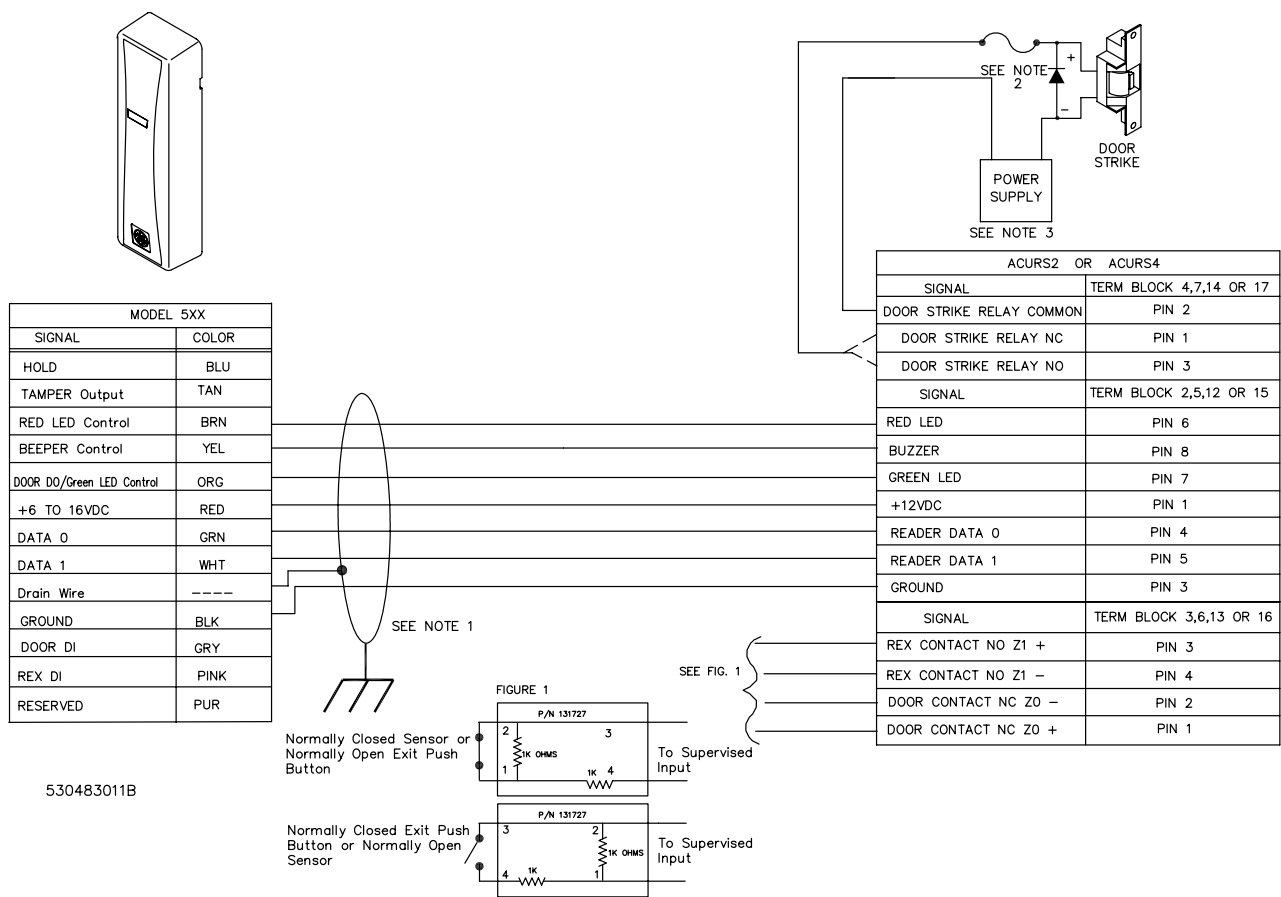 SEE NOTE
2
+
–
DOOR
STRIKE
POWER
SUPPLY
SEE NOTE 3
ACURS2 OR ACURS4
SIGNAL TERM BLOCK 4,7,14 OR 17
DOOR STRIKE RELAY COMMON PIN 2
DOOR STRIKE RELAY NC PIN 1
DOOR STRIKE RELAY NO PIN 3
SIGNAL TERM BLOCK 2,5,12 OR 15
RED LED PIN 6
BUZZER PIN 8
GREEN LED PIN 7
+12VDC PIN 1
READER DATA 0 PIN 4
READER DATA 1 PIN 5
GROUND PIN 3
SIGNAL TERM BLOCK 3,6,13 OR 16
REX CONTACT NO Z1 + PIN 3
REX CONTACT NO Z1 – PIN 4
DOOR CONTACT NC Z0 – PIN 2
DOOR CONTACT NC Z0 + PIN 1
MODEL 5XX
SIGNAL COLOR
HOLD BLU
TAMPER Output TAN
RED LED Control BRN
BEEPER Control YEL
DOOR DO/Green LED Control ORG
+6 TO 16VDC RED
DATA 0 GRN
DATA 1 WHT
Drain Wire ----
GROUND BLK
DOOR DI GRY
REX DI PINK
RESERVED PUR
SEE NOTE 1
SEE FIG. 1
FIGURE 1
P/N 131727
2 3
1K OHMS
1 1K 4
Normally Closed Sensor or
Normally Open Exit Push
Button
To Supervised
Input
530483011B
P/N 131727
3 2
1K OHMS
4 1K 1
Normally Closed Exit Push
Button or Normally Open
Sensor
To Supervised
Input